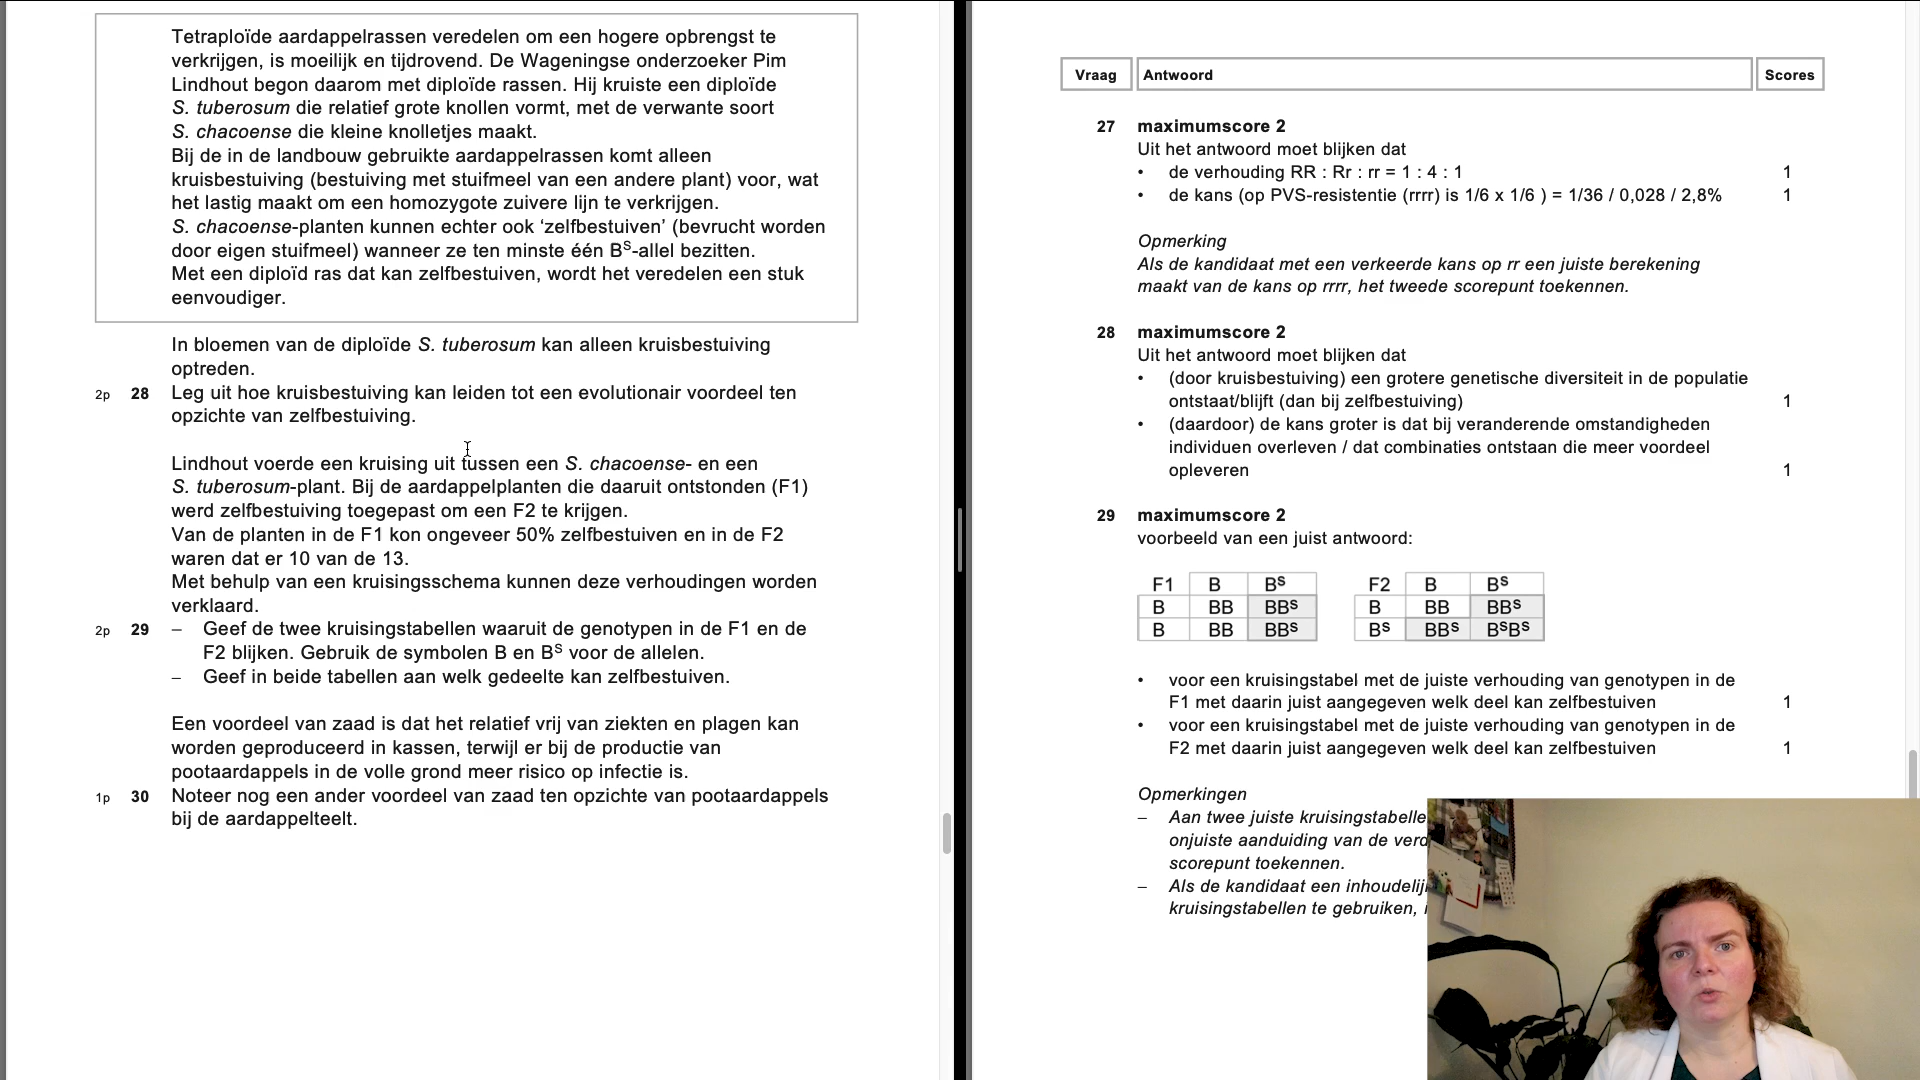 Tetraploïde aardappelrassen veredelen om een hogere opbrengst te
verkrijgen, is moeilijk en tijdrovend. De Wageningse onderzoeker Pim
Lindhout begon daarom met diploïde rassen. Hij kruiste een diploïde
S. tuberosum die relatief grote knollen vormt, met de verwante soort
S. chacoense die kleine knolletjes maakt.
Bij de in de landbouw gebruikte aardappelrassen komt alleen
kruisbestuiving (bestuiving met stuifmeel van een andere plant) voor, wat
het lastig maakt om een homozygote zuivere lijn te verkrijgen.
S. chacoense-planten kunnen echter ook ‘zelfbestuiven’ (bevrucht worden
door eigen stuifmeel) wanneer ze ten minste één Bˢ-allel bezitten.
Met een diploïd ras dat kan zelfbestuiven, wordt het veredelen een stuk
eenvoudiger.
In bloemen van de diploïde S. tuberosum kan alleen kruisbestuiving
optreden.
2p 28 Leg uit hoe kruisbestuiving kan leiden tot een evolutionair voordeel ten
opzichte van zelfbestuiving.
Lindhout voerde een kruising uit tussen een S. chacoense- en een
S. tuberosum-plant. Bij de aardappelplanten die daaruit ontstonden (F1)
werd zelfbestuiving toegepast om een F2 te krijgen.
Van de planten in de F1 kon ongeveer 50% zelfbestuiven en in de F2
waren dat er 10 van de 13.
Met behulp van een kruisingsschema kunnen deze verhoudingen worden
verklaard.
2p 29 – Geef de twee kruisingstabellen waaruit de genotypen in de F1 en de
F2 blijken. Gebruik de symbolen B en Bˢ voor de allelen.
– Geef in beide tabellen aan welk gedeelte kan zelfbestuiven.
Een voordeel van zaad is dat het relatief vrij van ziekten en plagen kan
worden geproduceerd in kassen, terwijl er bij de productie van
pootaardappels in de volle grond meer risico op infectie is.
1p 30 Noteer nog een ander voordeel van zaad ten opzichte van pootaardappels
bij de aardappelteelt.
Vraag Antwoord Scores
27 maximumscore 2
Uit het antwoord moet blijken dat
• de verhouding RR : Rr : rr = 1 : 4 : 1 1
• de kans (op PVS-resistentie (rrrr) is 1/6 x 1/6 ) = 1/36 / 0,028 / 2,8% 1
Opmerking
Als de kandidaat met een verkeerde kans op rr een juiste berekening
maakt van de kans op rrrr, het tweede scorepunt toekennen.
28 maximumscore 2
Uit het antwoord moet blijken dat
• (door kruisbestuiving) een grotere genetische diversiteit in de populatie
ontstaat/blijft (dan bij zelfbestuiving) 1
• (daardoor) de kans groter is dat bij veranderende omstandigheden
individuen overleven / dat combinaties ontstaan die meer voordeel
opleveren 1
29 maximumscore 2
voorbeeld van een juist antwoord:
F1 B Bˢ F2 B Bˢ
B BB BBˢ B BB BBˢ
B BB BBˢ Bˢ BBˢ BˢBˢ
• voor een kruisingstabel met de juiste verhouding van genotypen in de
F1 met daarin juist aangegeven welk deel kan zelfbestuiven 1
• voor een kruisingstabel met de juiste verhouding van genotypen in de
F2 met daarin juist aangegeven welk deel kan zelfbestuiven 1
Opmerkingen
– Aan twee juiste kruisingstabelle
onjuiste aanduiding van de verd
scorepunt toekennen.
– Als de kandidaat een inhoudelij
kruisingstabellen te gebruiken,